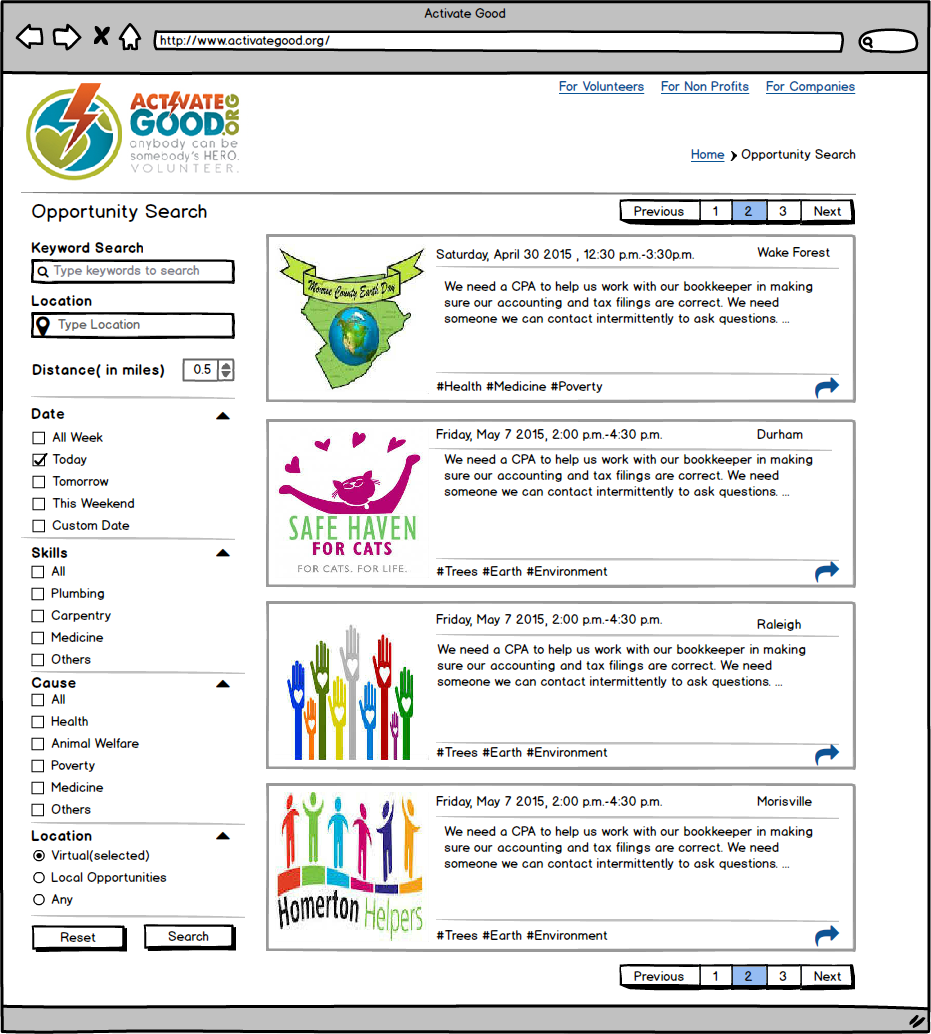 Activate Good
http://www.activategood.org/
For Volunteers For Non Profits For Companies
ACTIVATE
GOOD.ORG
anybody can be
somebody's HERO.
VOLUNTEER.
Home ❯ Opportunity Search
Opportunity Search
Previous 1 2 3 Next
Keyword Search
Type keywords to search
Location
Type Location
Distance( in miles) 0.5
Date
All Week
Today
Tomorrow
This Weekend
Custom Date
Skills
All
Plumbing
Carpentry
Medicine
Others
Cause
All
Health
Animal Welfare
Poverty
Medicine
Others
Location
Virtual(selected)
Local Opportunities
Any
Reset Search
Monroe County Earth Day
Saturday, April 30 2015 , 12:30 p.m.-3:30p.m. Wake Forest
We need a CPA to help us work with our bookkeeper in making
sure our accounting and tax filings are correct. We need
someone we can contact intermittently to ask questions. ...
#Health #Medicine #Poverty
SAFE HAVEN
FOR CATS
FOR CATS. FOR LIFE.
Friday, May 7 2015, 2:00 p.m.-4:30 p.m. Durham
We need a CPA to help us work with our bookkeeper in making
sure our accounting and tax filings are correct. We need
someone we can contact intermittently to ask questions. ...
#Trees #Earth #Environment
Friday, May 7 2015, 2:00 p.m.-4:30 p.m. Raleigh
We need a CPA to help us work with our bookkeeper in making
sure our accounting and tax filings are correct. We need
someone we can contact intermittently to ask questions. ...
#Trees #Earth #Environment
Homerton Helpers
Friday, May 7 2015, 2:00 p.m.-4:30 p.m. Morisville
We need a CPA to help us work with our bookkeeper in making
sure our accounting and tax filings are correct. We need
someone we can contact intermittently to ask questions. ...
#Trees #Earth #Environment
Previous 1 2 3 Next